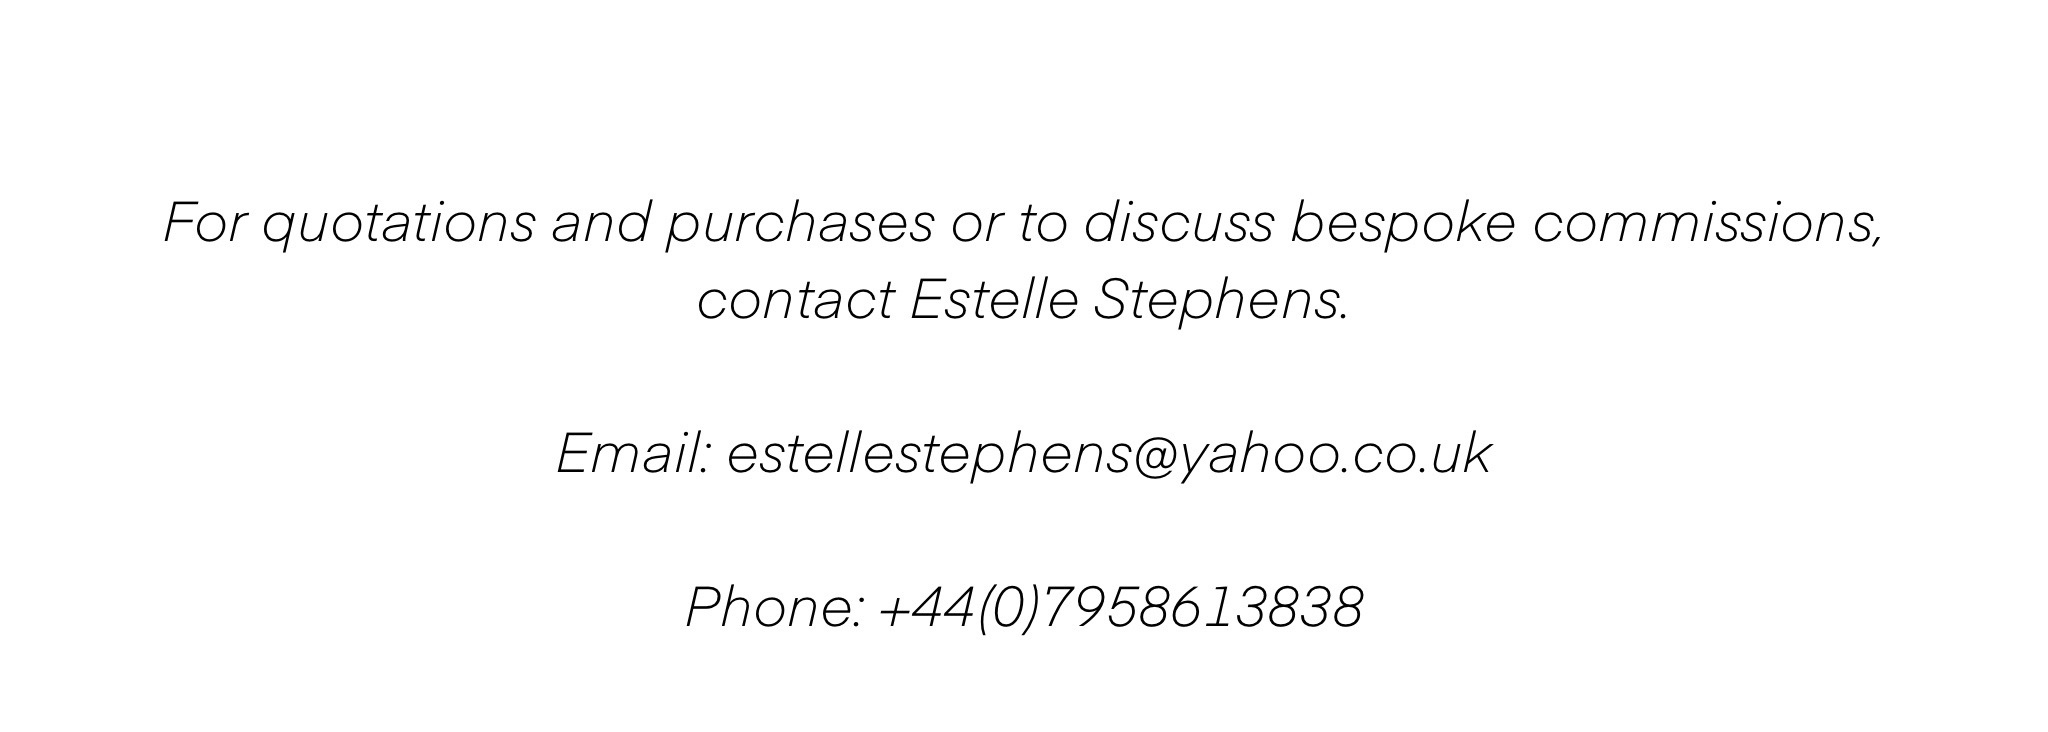 For quotations and purchases or to discuss bespoke commissions,
contact Estelle Stephens.
Email: estellestephens@yahoo.co.uk
Phone: +44(0)7958613838